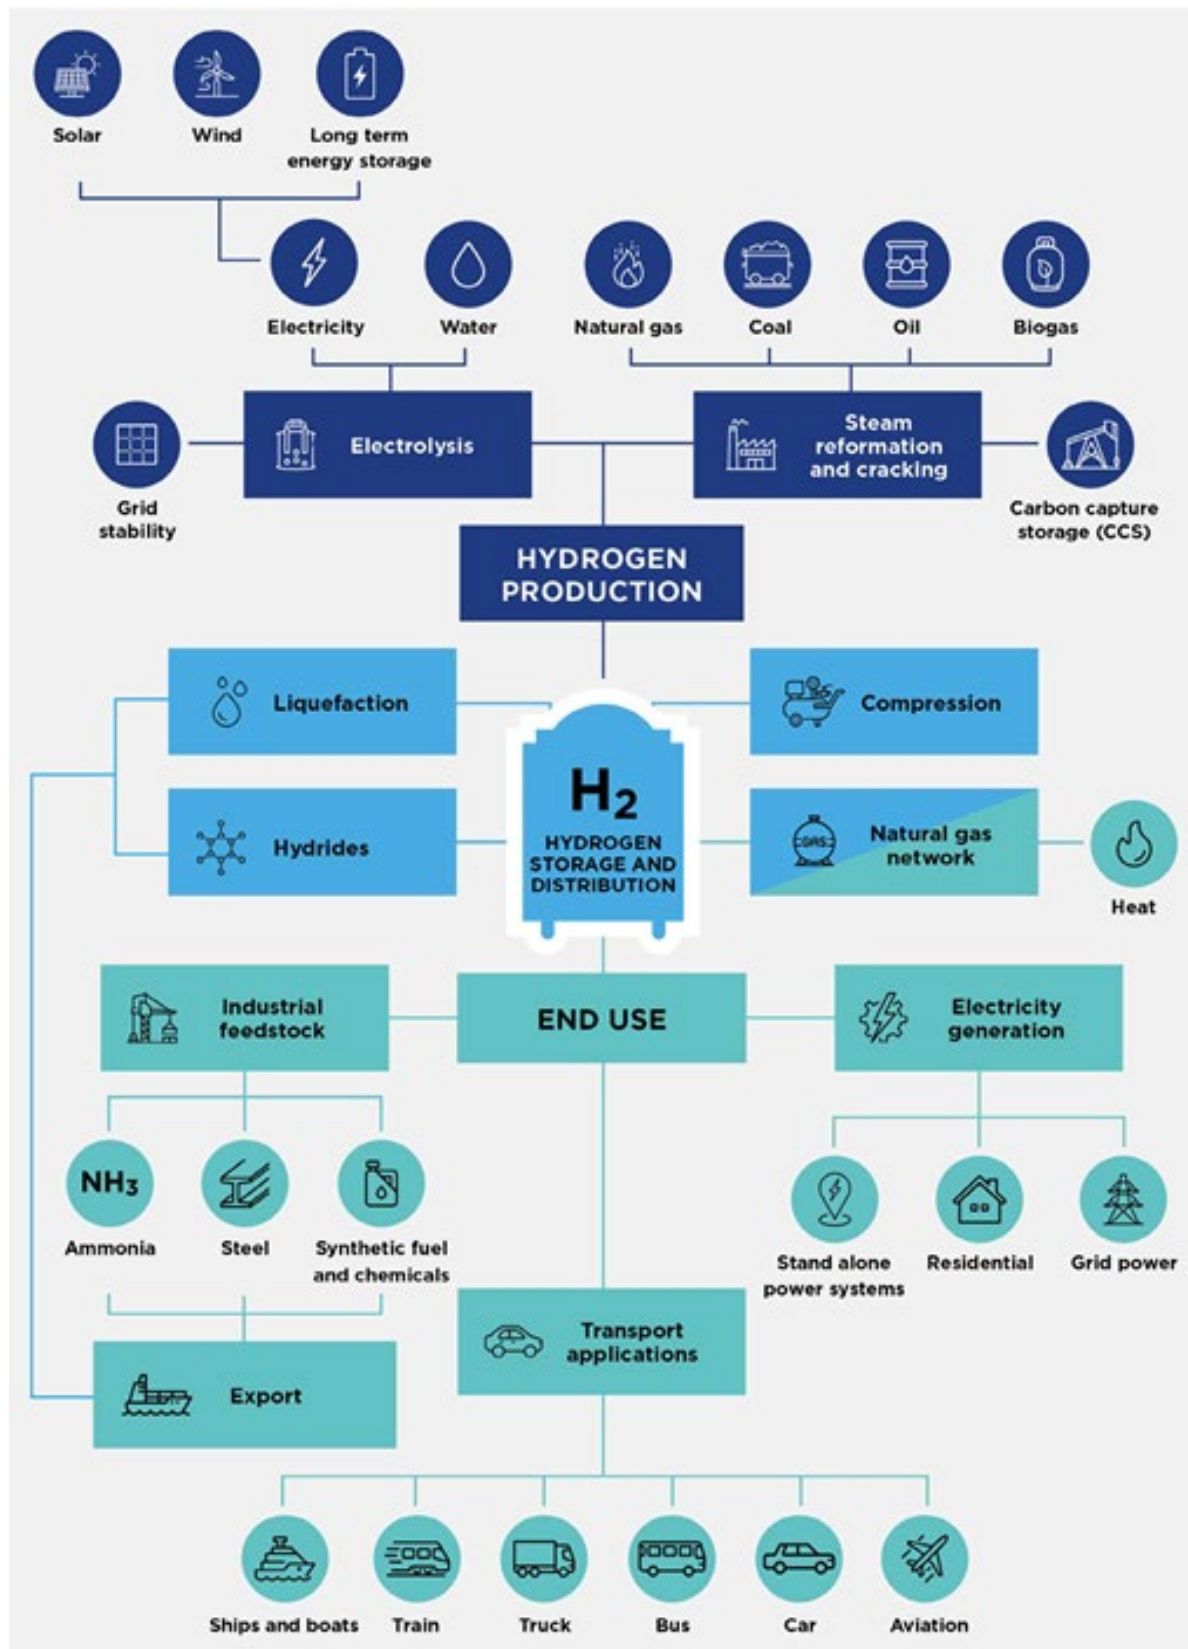 Solar
Wind
Long term
energy storage
Electricity
Water
Natural gas
Coal
Oil
Biogas
Electrolysis
Steam
reformation
and cracking
Grid
stability
Carbon capture
storage (CCS)
HYDROGEN
PRODUCTION
Liquefaction
Compression
H2
HYDROGEN
STORAGE AND
DISTRIBUTION
Hydrides
GAS
Natural gas
network
Heat
Industrial
feedstock
END USE
Electricity
generation
NH3
Ammonia
Steel
Synthetic fuel
and chemicals
Stand alone
power systems
Residential
Grid power
Transport
applications
Export
Ships and boats
Train
Truck
Bus
Car
Aviation